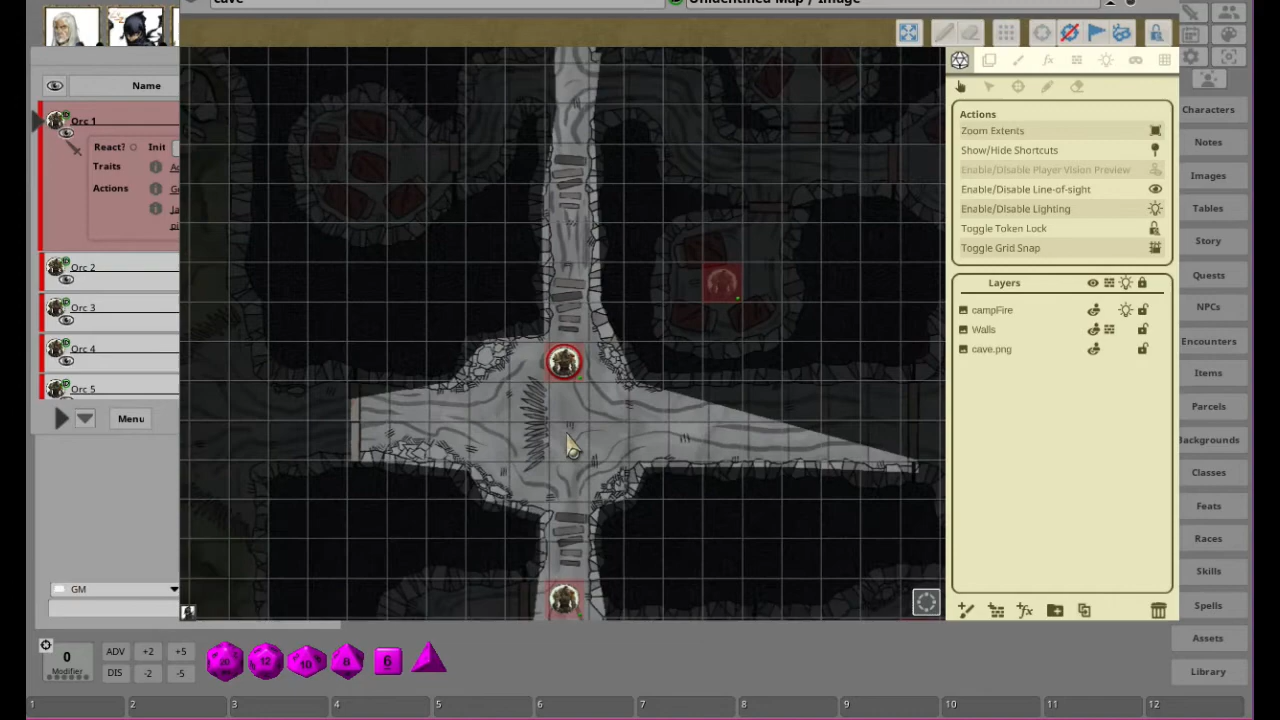 cave
Unidentified Map / Image
Name
Orc 1
React? Init
Traits
Actions
Orc 2
Orc 3
Orc 4
Orc 5
Menu
GM
0
Modifier
ADV +2 +5
DIS -2 -5
20 12 10 8 6
1 2 3 4 5 6 7 8 9 10 11 12
Actions
Zoom Extents
Show/Hide Shortcuts
Enable/Disable Player Vision Preview
Enable/Disable Line-of-sight
Enable/Disable Lighting
Toggle Token Lock
Toggle Grid Snap
Layers
campFire
Walls
cave.png
Characters
Notes
Images
Tables
Story
Quests
NPCs
Encounters
Items
Parcels
Backgrounds
Classes
Feats
Races
Skills
Spells
Assets
Library